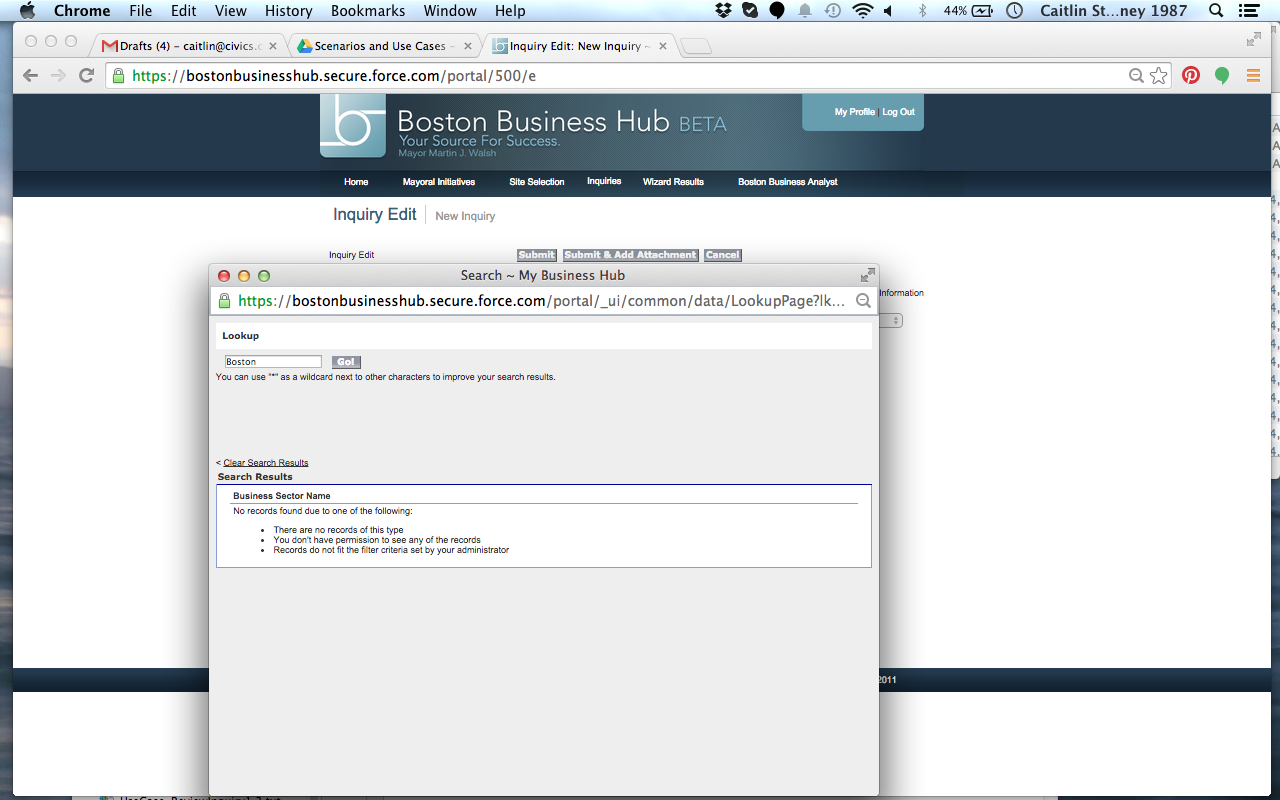 Chrome File Edit View History Bookmarks Window Help 44% Caitlin St...ney 1987
Drafts (4) – caitlin@civics.c Scenarios and Use Cases – Inquiry Edit: New Inquiry ~
https://bostonbusinesshub.secure.force.com/portal/500/e
Boston Business Hub BETA
Your Source For Success.
Mayor Martin J. Walsh
My Profile | Log Out
Home Mayoral Initiatives Site Selection Inquiries Wizard Results Boston Business Analyst
Inquiry Edit New Inquiry
Inquiry Edit Submit Submit & Add Attachment Cancel
Information
Search ~ My Business Hub
https://bostonbusinesshub.secure.force.com/portal/_ui/common/data/LookupPage?lk...
Lookup
Boston Go!
You can use "*" as a wildcard next to other characters to improve your search results.
< Clear Search Results
Search Results
Business Sector Name
No records found due to one of the following:
• There are no records of this type
• You don't have permission to see any of the records
• Records do not fit the filter criteria set by your administrator
2011